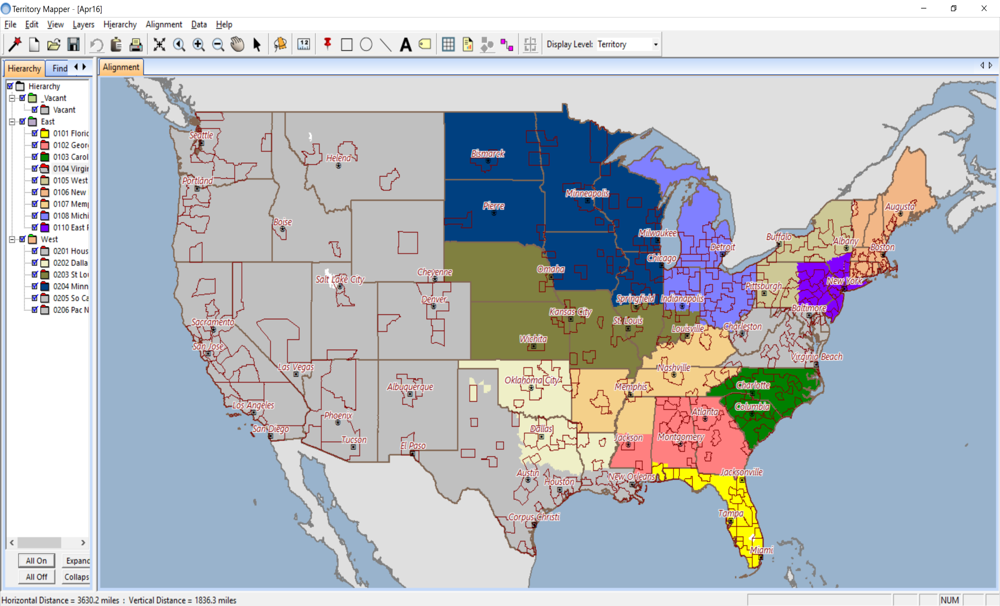 Territory Mapper - [Apr16]
File Edit View Layers Hierarchy Alignment Data Help
12 A Display Level: Territory
Hierarchy Find
Alignment
Hierarchy
_Vacant
Vacant
East
0101 Floric
0102 Geor
0103 Carol
0104 Virgir
0105 West
0106 New
0107 Mem
0108 Michi
0110 East
West
0201 Hous
0202 Dalla
0203 St Lo
0204 Minn
0205 So Ca
0206 Pac N
All On Expand
All Off Collaps
Seattle
Helena
Bismarck
Portland
Minneapolis
Pierre
Augusta
Boise
Milwaukee
Buffalo
Albany
Boston
Detroit
Chicago
Omaha
Cheyenne
Salt Lake City
New York
Pittsburgh
Denver
Springfield
Indianapolis
Baltimore
Kansas City
St. Louis
Sacramento
Louisville
Charleston
Wichita
San Jose
Virginia Beach
Las Vegas
Nashville
Oklahoma City
Albuquerque
Memphis
Charlotte
Los Angeles
Columbia
Phoenix
Atlanta
San Diego
Dallas
Tucson
Jackson
Montgomery
El Paso
Austin
Jacksonville
New Orleans
Houston
Tampa
Corpus Christi
Miami
Horizontal Distance = 3630.2 miles : Vertical Distance = 1836.3 miles
NUM